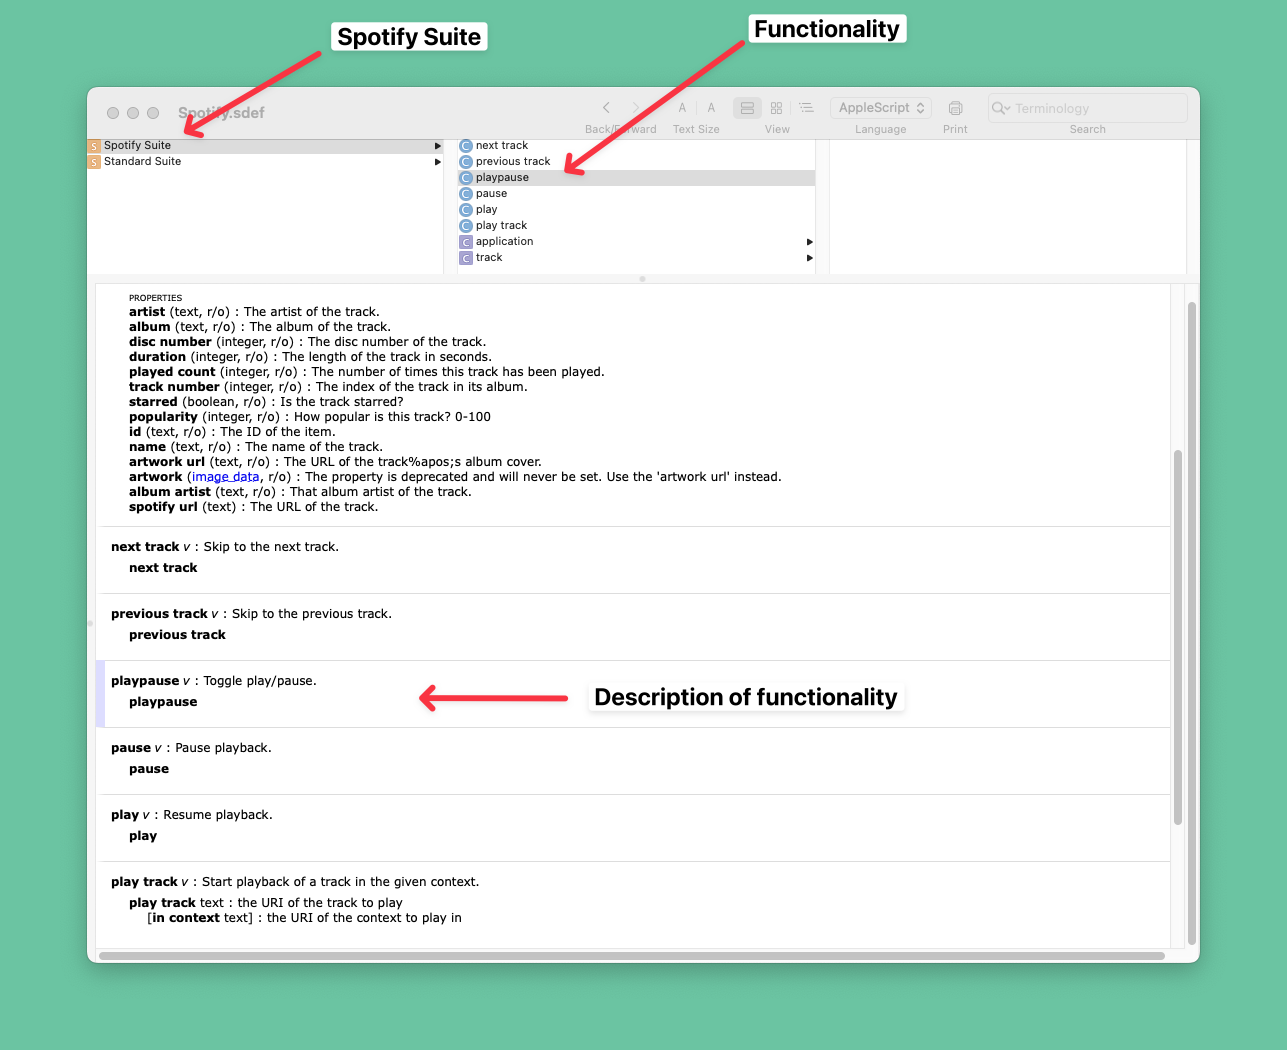 Spotify Suite
Functionality
Spotify.sdef
A A
AppleScript
Terminology
Back/Forward Text Size View Language Print Search
S Spotify Suite
S Standard Suite
C next track
C previous track
C playpause
C pause
C play
C play track
C application
C track
PROPERTIES
artist (text, r/o) : The artist of the track.
album (text, r/o) : The album of the track.
disc number (integer, r/o) : The disc number of the track.
duration (integer, r/o) : The length of the track in seconds.
played count (integer, r/o) : The number of times this track has been played.
track number (integer, r/o) : The index of the track in its album.
starred (boolean, r/o) : Is the track starred?
popularity (integer, r/o) : How popular is this track? 0-100
id (text, r/o) : The ID of the item.
name (text, r/o) : The name of the track.
artwork url (text, r/o) : The URL of the track%apos;s album cover.
artwork (image data, r/o) : The property is deprecated and will never be set. Use the 'artwork url' instead.
album artist (text, r/o) : That album artist of the track.
spotify url (text) : The URL of the track.
next track v : Skip to the next track.
next track
previous track v : Skip to the previous track.
previous track
playpause v : Toggle play/pause.
playpause
Description of functionality
pause v : Pause playback.
pause
play v : Resume playback.
play
play track v : Start playback of a track in the given context.
play track text : the URI of the track to play
[in context text] : the URI of the context to play in